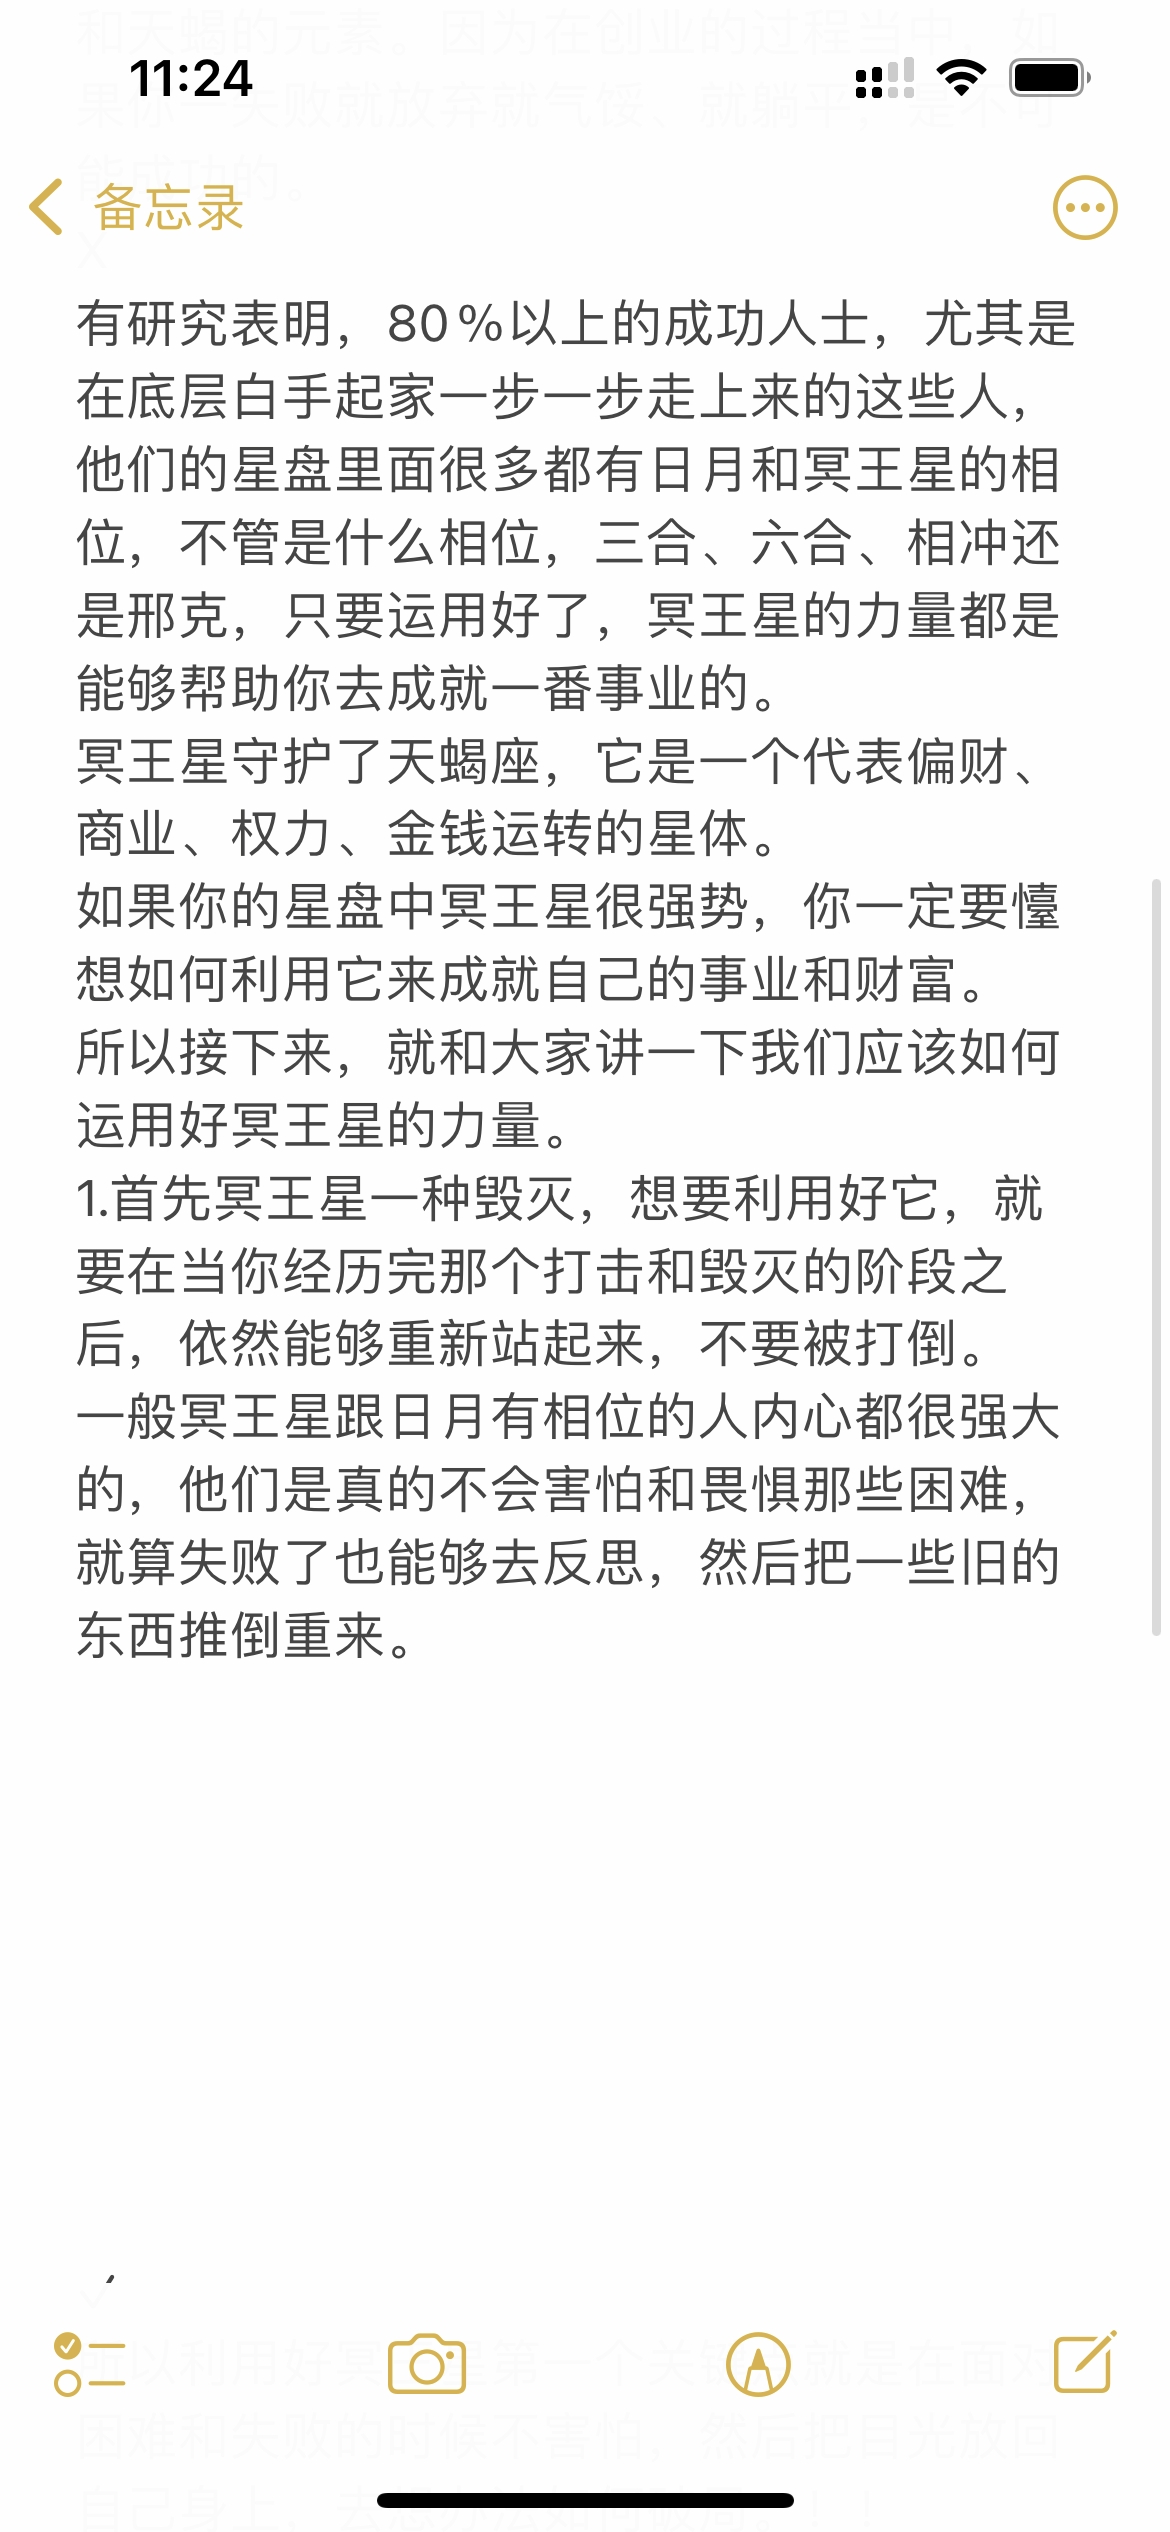 11:24
备忘录
有研究表明，80%以上的成功人士，尤其是
在底层白手起家一步一步走上来的这些人，
他们的星盘里面很多都有日月和冥王星的相
位，不管是什么相位，三合、六合、相冲还
是邢克，只要运用好了，冥王星的力量都是
能够帮助你去成就一番事业的。
冥王星守护了天蝎座，它是一个代表偏财、
商业、权力、金钱运转的星体。
如果你的星盘中冥王星很强势，你一定要懛
想如何利用它来成就自己的事业和财富。
所以接下来，就和大家讲一下我们应该如何
运用好冥王星的力量。
1.首先冥王星一种毁灭，想要利用好它，就
要在当你经历完那个打击和毁灭的阶段之
后，依然能够重新站起来，不要被打倒。
一般冥王星跟日月有相位的人内心都很强大
的，他们是真的不会害怕和畏惧那些困难，
就算失败了也能够去反思，然后把一些旧的
东西推倒重来。